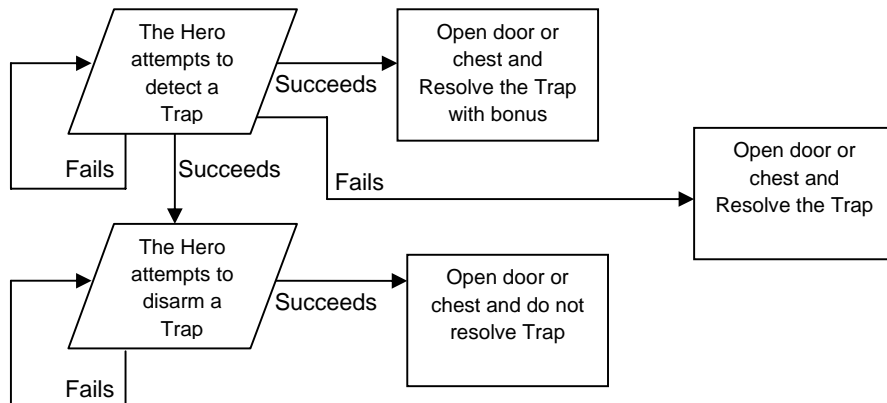 The Hero
attempts to
detect a
Trap
Succeeds
Open door or
chest and
Resolve the Trap
with bonus
Fails
Succeeds
Fails
Open door or
chest and
Resolve the Trap
The Hero
attempts to
disarm a
Trap
Succeeds
Open door or
chest and do not
resolve Trap
Fails